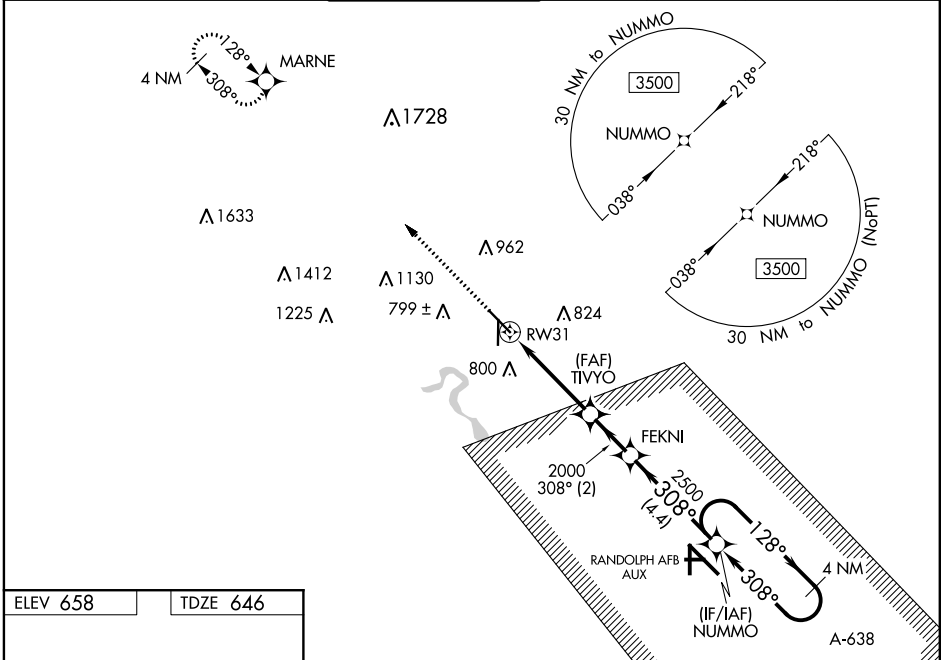 MARNE
128°
308°
4 NM
30 NM to NUMMO
3500
218°
NUMMO
038°
218°
NUMMO
3500
038°
30 NM to NUMMO (NoPT)
1728
1633
962
1412
1130
1225
799 ±
824
RW31
800
(FAF)
TIVYO
FEKNI
2000
308° (2)
2500
308°
(4.4)
128°
308°
4 NM
RANDOLPH AFB
AUX
(IF/IAF)
NUMMO
A-638
ELEV 658
TDZE 646